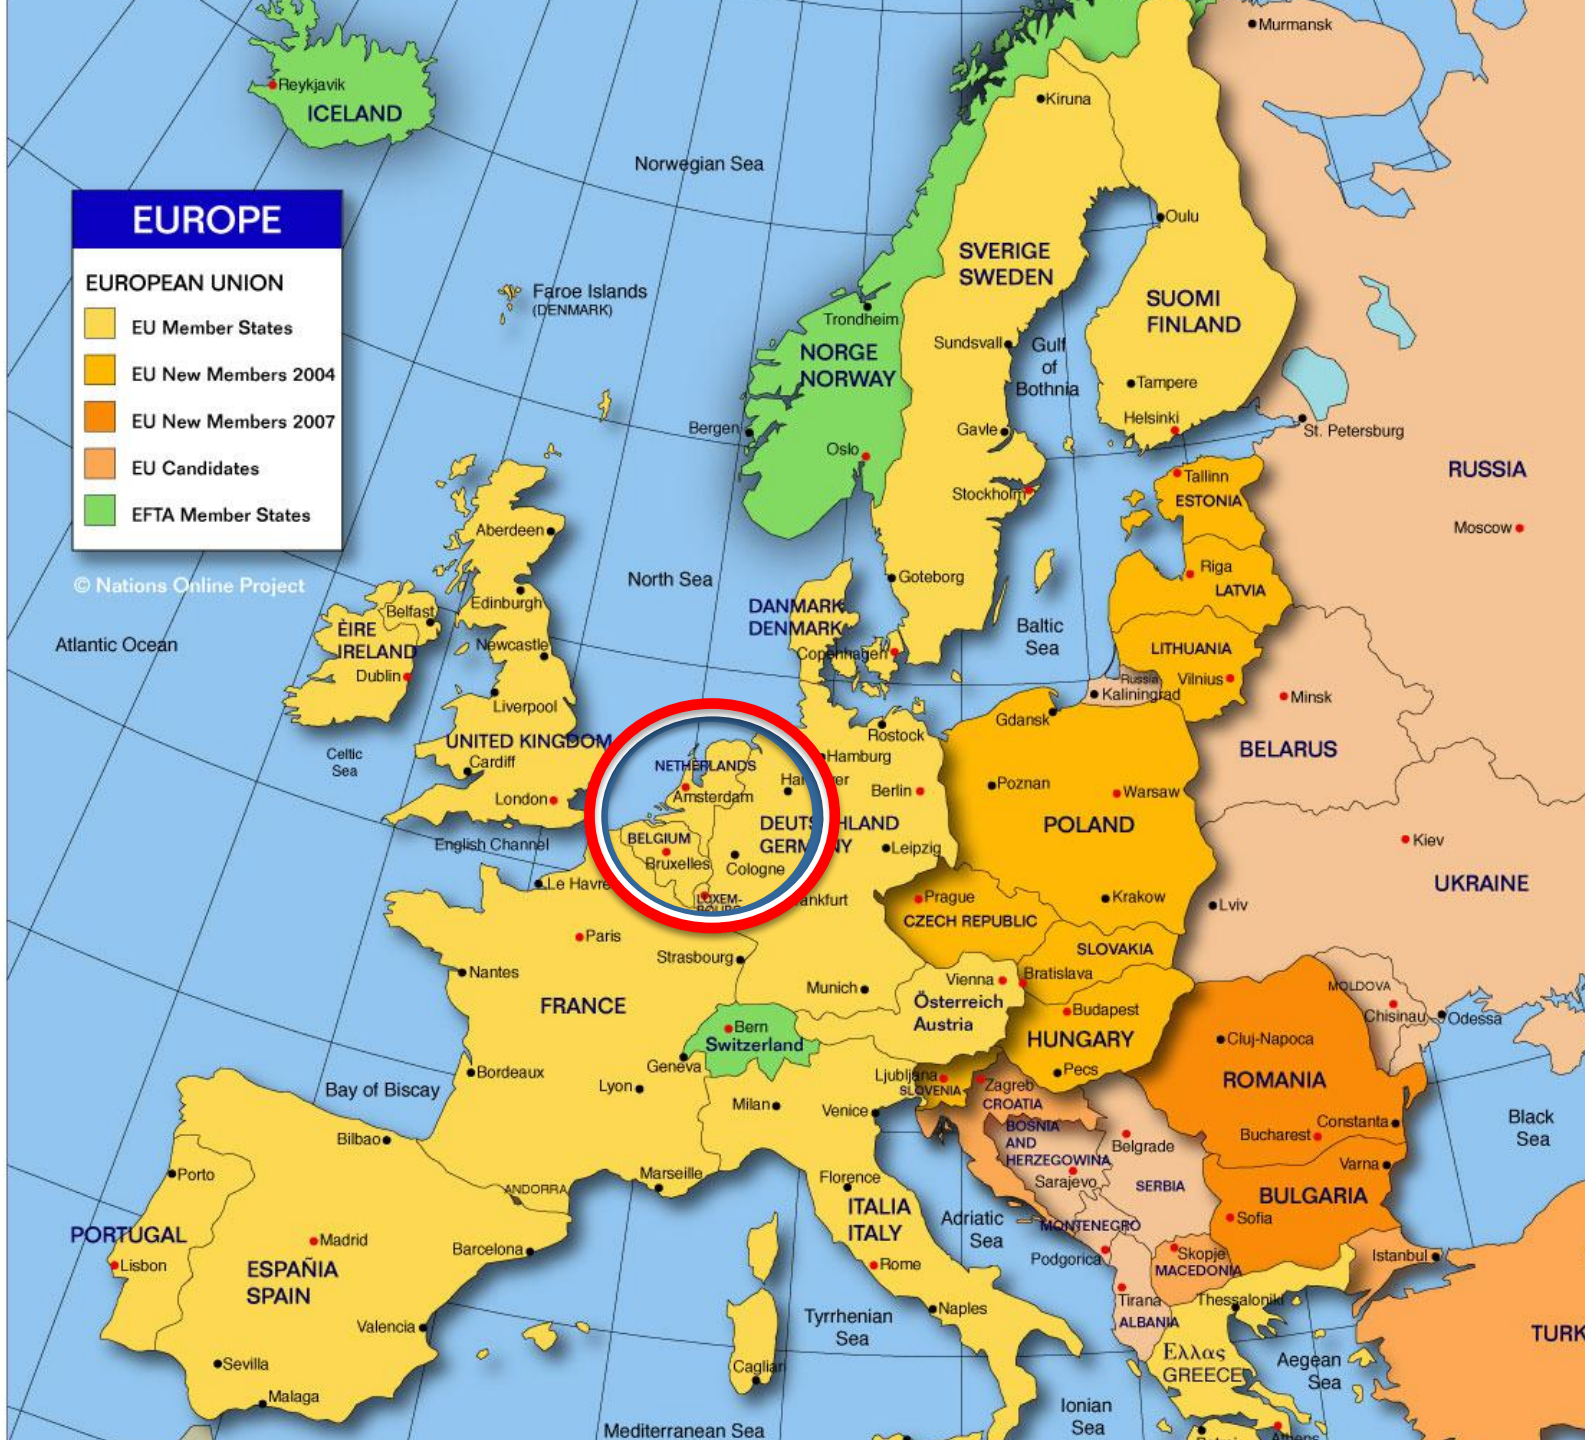 Murmansk
Reykjavik
ICELAND
Kiruna
Norwegian Sea
EUROPE
EUROPEAN UNION
EU Member States
EU New Members 2004
EU New Members 2007
EU Candidates
EFTA Member States
© Nations Online Project
Oulu
SVERIGE
SWEDEN
SUOMI
FINLAND
Faroe Islands
(DENMARK)
Trondheim
NORGE
NORWAY
Sundsvall
Gulf
of
Bothnia
Tampere
Helsinki
Bergen
Oslo
Gavle
St. Petersburg
RUSSIA
Tallinn
ESTONIA
Stockholm
Moscow
Aberdeen
North Sea
Goteborg
Riga
LATVIA
Edinburgh
Belfast
DANMARK
DENMARK
Copenhagen
Baltic
Sea
Atlantic Ocean
ÈIRE
IRELAND
Dublin
Newcastle
LITHUANIA
Vilnius
Russia
Kaliningrad
Minsk
Liverpool
Gdansk
Rostock
UNITED KINGDOM
Celtic
Sea
Cardiff
NETHERLANDS
Hamburg
BELARUS
London
Amsterdam
Berlin
Poznan
Warsaw
English Channel
BELGIUM
Bruxelles
DEUTSCHLAND
GERMANY
Cologne
Leipzig
POLAND
Kiev
Le Havre
UKRAINE
Prague
Krakow
Lviv
CZECH REPUBLIC
Paris
Strasbourg
SLOVAKIA
Nantes
Munich
Vienna
Bratislava
MOLDOVA
FRANCE
Österreich
Austria
Budapest
Chisinau
Odessa
Bern
Switzerland
HUNGARY
Cluj-Napoca
Geneva
Bordeaux
Lyon
Ljubljana
SLOVENIA
Zagreb
CROATIA
Pecs
ROMANIA
Bay of Biscay
Milan
Venice
BOSNIA
AND
HERZEGOWINA
Sarajevo
Belgrade
Bucharest
Constanta
Black
Sea
Bilbao
Porto
Marseille
ANDORRA
Florence
SERBIA
Varna
BULGARIA
ITALIA
ITALY
Adriatic
Sea
MONTENEGRO
Podgorica
Sofia
PORTUGAL
Lisbon
Madrid
Barcelona
Rome
Skopje
MACEDONIA
Istanbul
ESPAÑIA
SPAIN
Valencia
Tyrrhenian
Sea
Naples
Tirana
ALBANIA
Thessaloniki
TURK
Sevilla
Malaga
Cagliari
Ελλας
GREECE
Aegean
Sea
Mediterranean Sea
Ionian
Sea